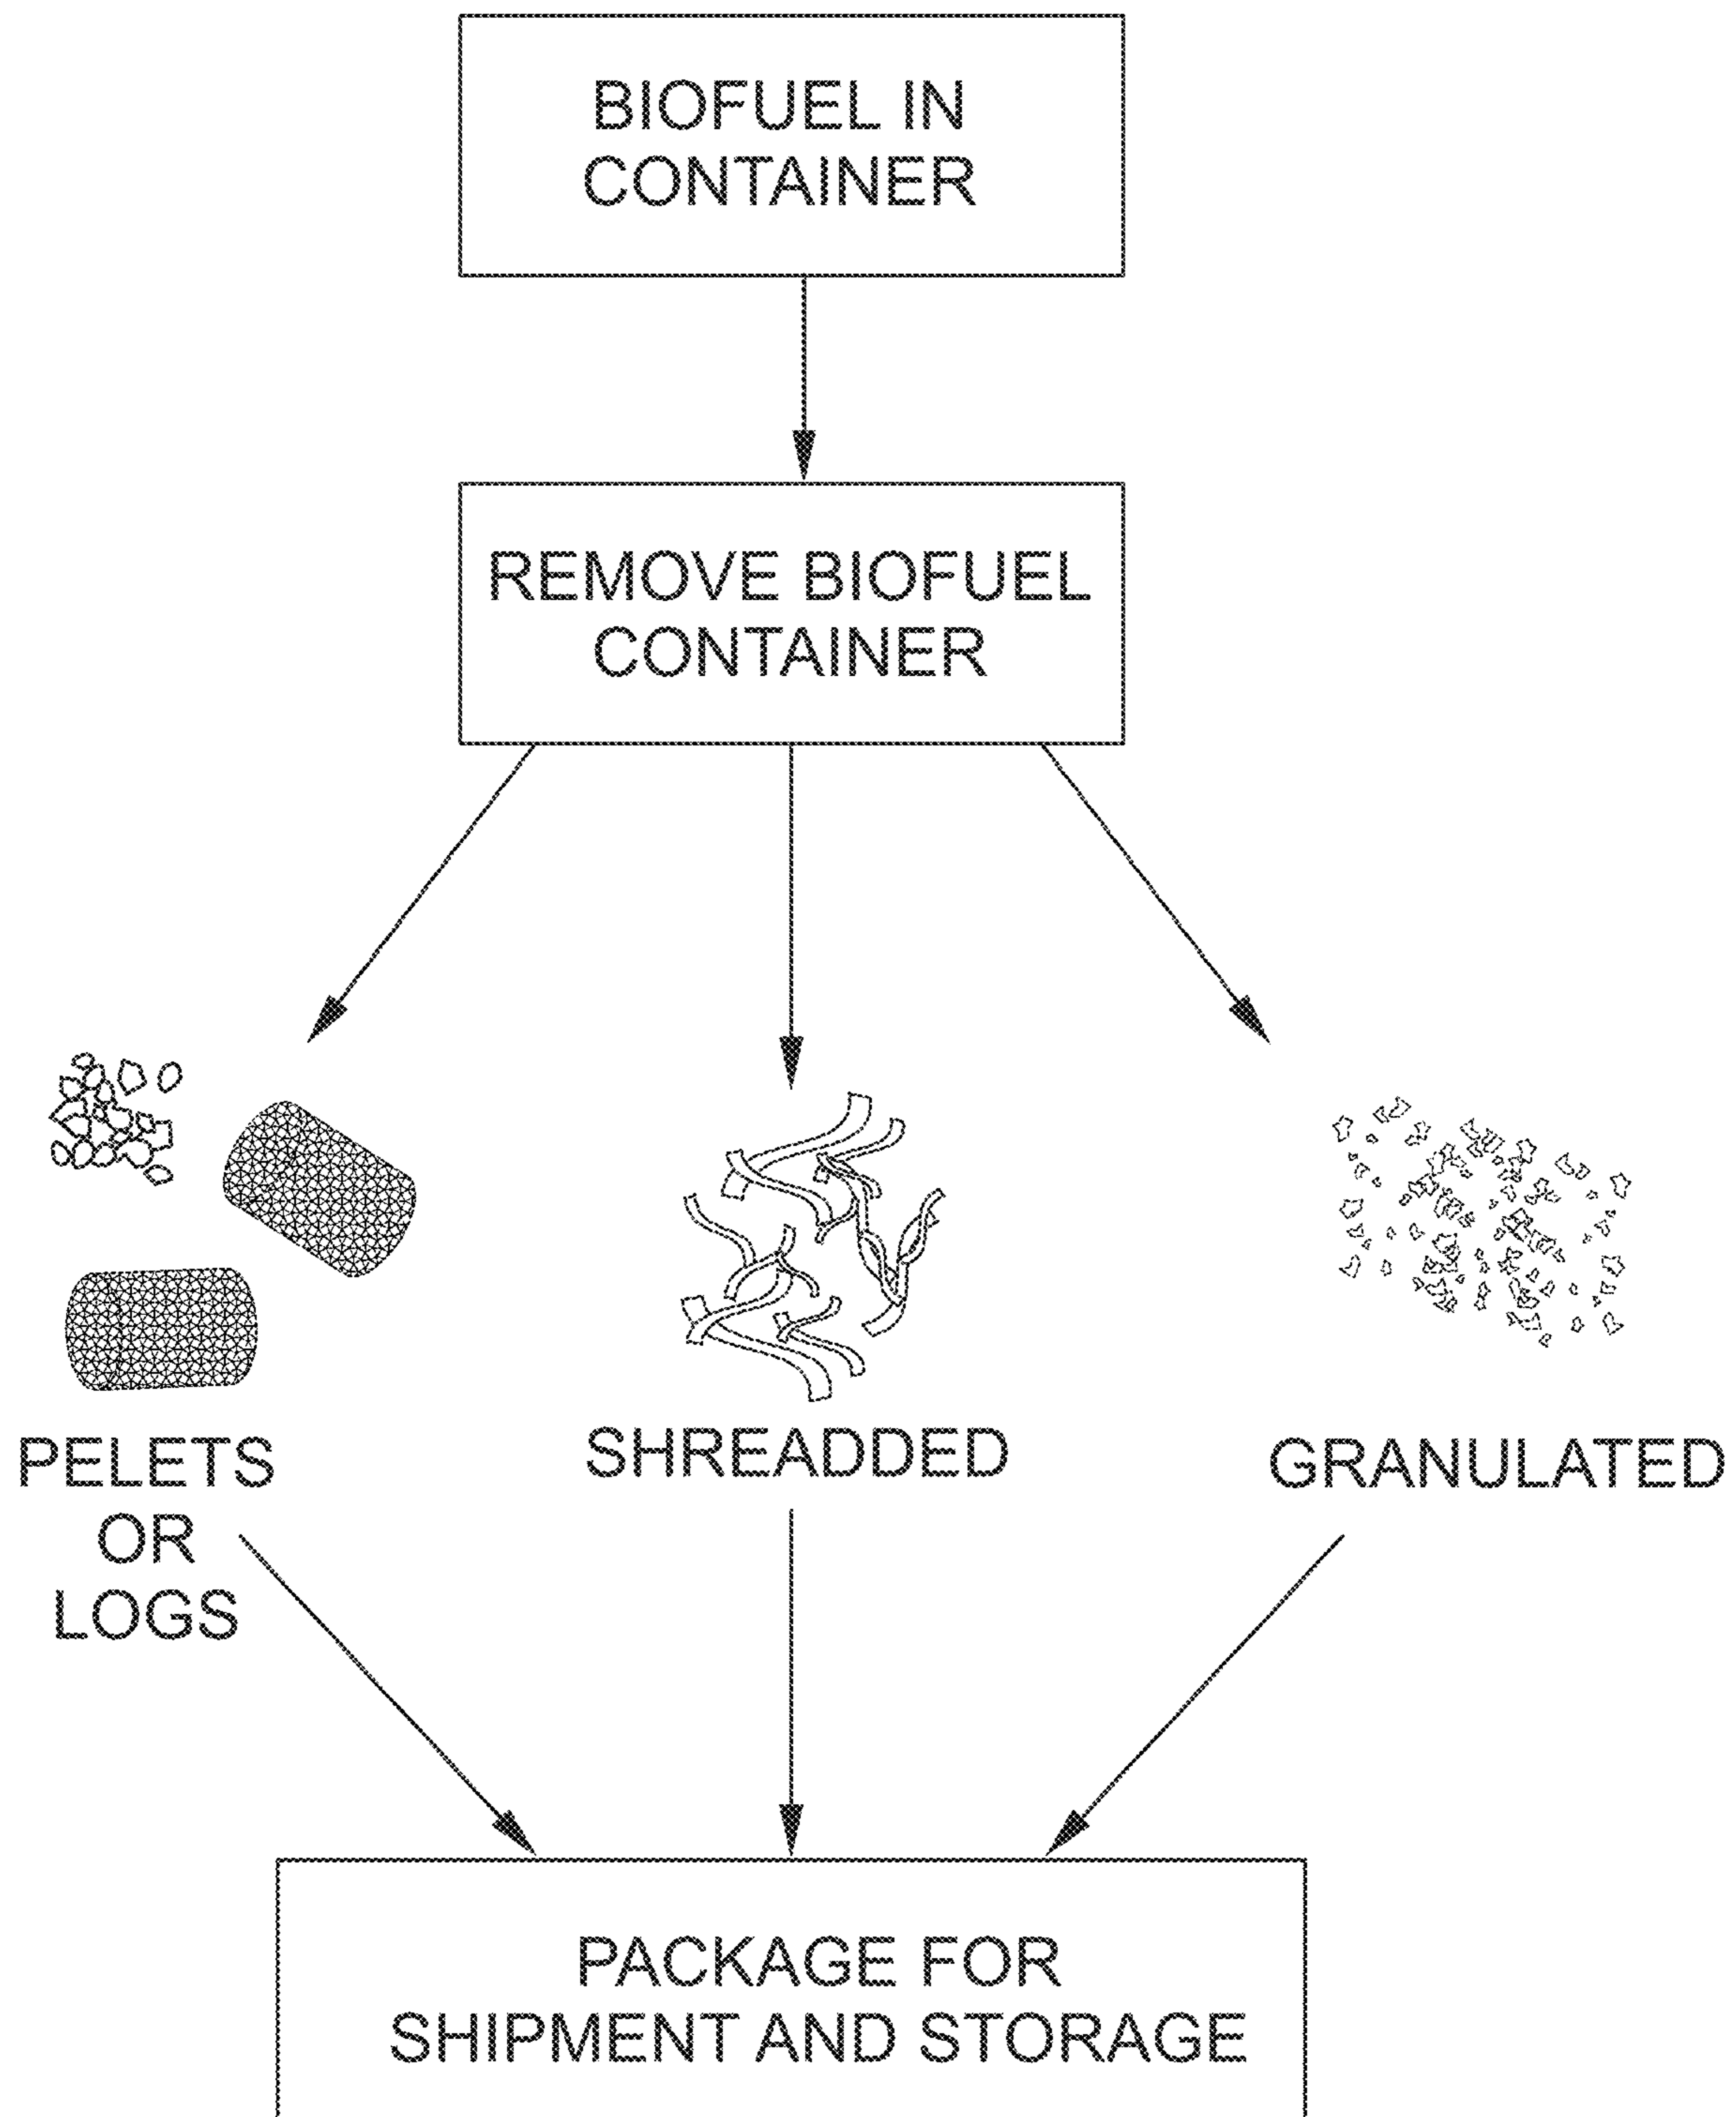 BIOFUEL IN
CONTAINER
REMOVE BIOFUEL
CONTAINER
PELETS
OR
LOGS
SHREADDED
GRANULATED
PACKAGE FOR
SHIPMENT AND STORAGE